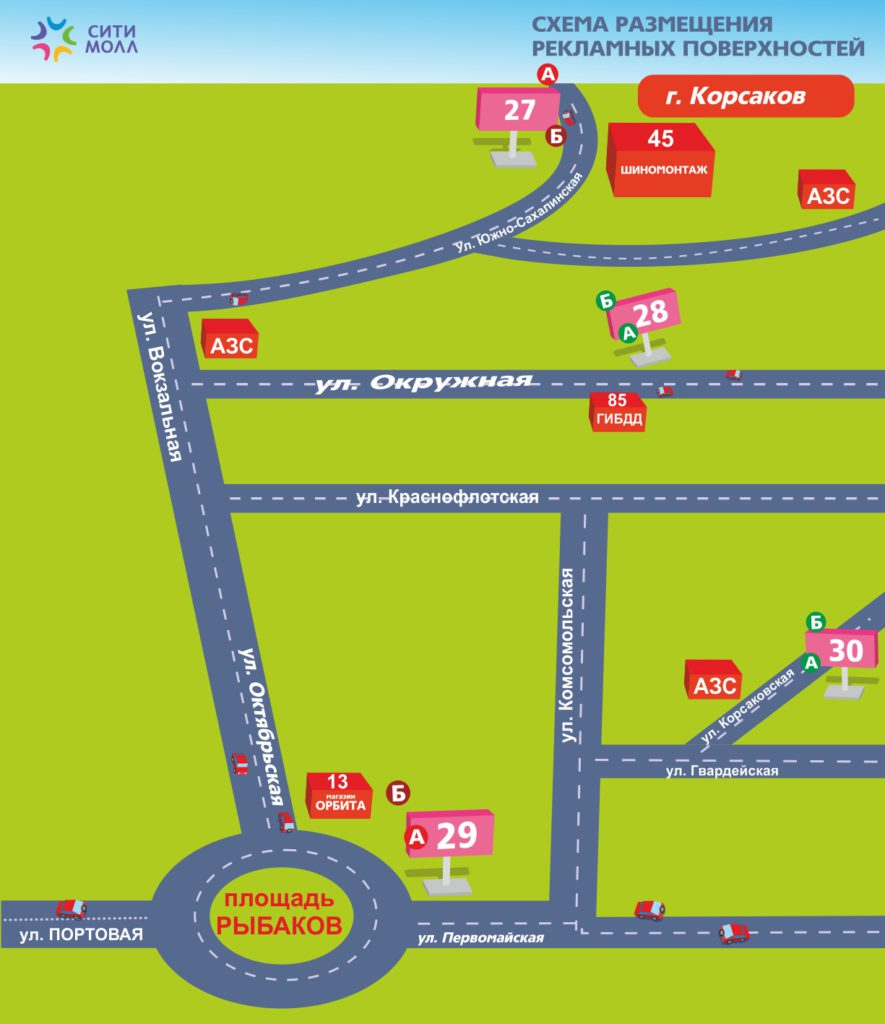 СИТИ
МОЛЛ
СХЕМА РАЗМЕЩЕНИЯ
РЕКЛАМНЫХ ПОВЕРХНОСТЕЙ
г. Корсаков
А
27
Б
45
ШИНОМОНТАЖ
АЗС
ул. Южно-Сахалинская
Б
28
А
ул. Вокзальная
АЗС
ул. Окружная
85
ГИБДД
ул. Краснофлотская
ул. Комсомольская
Б
30
А
АЗС
ул. Корсаковская
ул. Октябрьская
ул. Гвардейская
13
магазин
ОРБИТА
Б
А
29
площадь
РЫБАКОВ
ул. ПОРТОВАЯ
ул. Первомайская